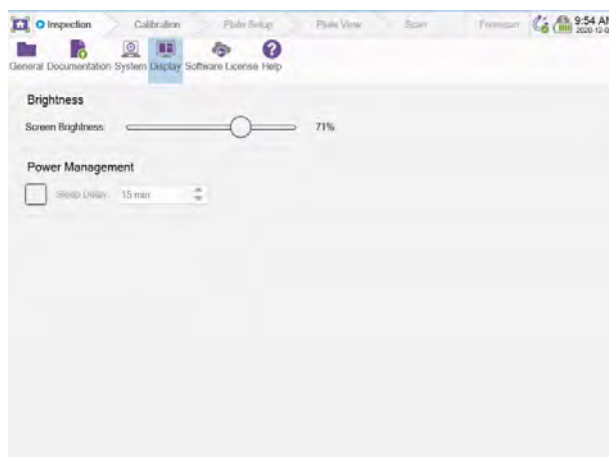 Inspection Calibration Plate Setup Plate View Scan 9:54 AM
General Documentation System Display Software License Help
Brightness
Screen Brightness: 71%
Power Management
Sleep Delay: 15 min